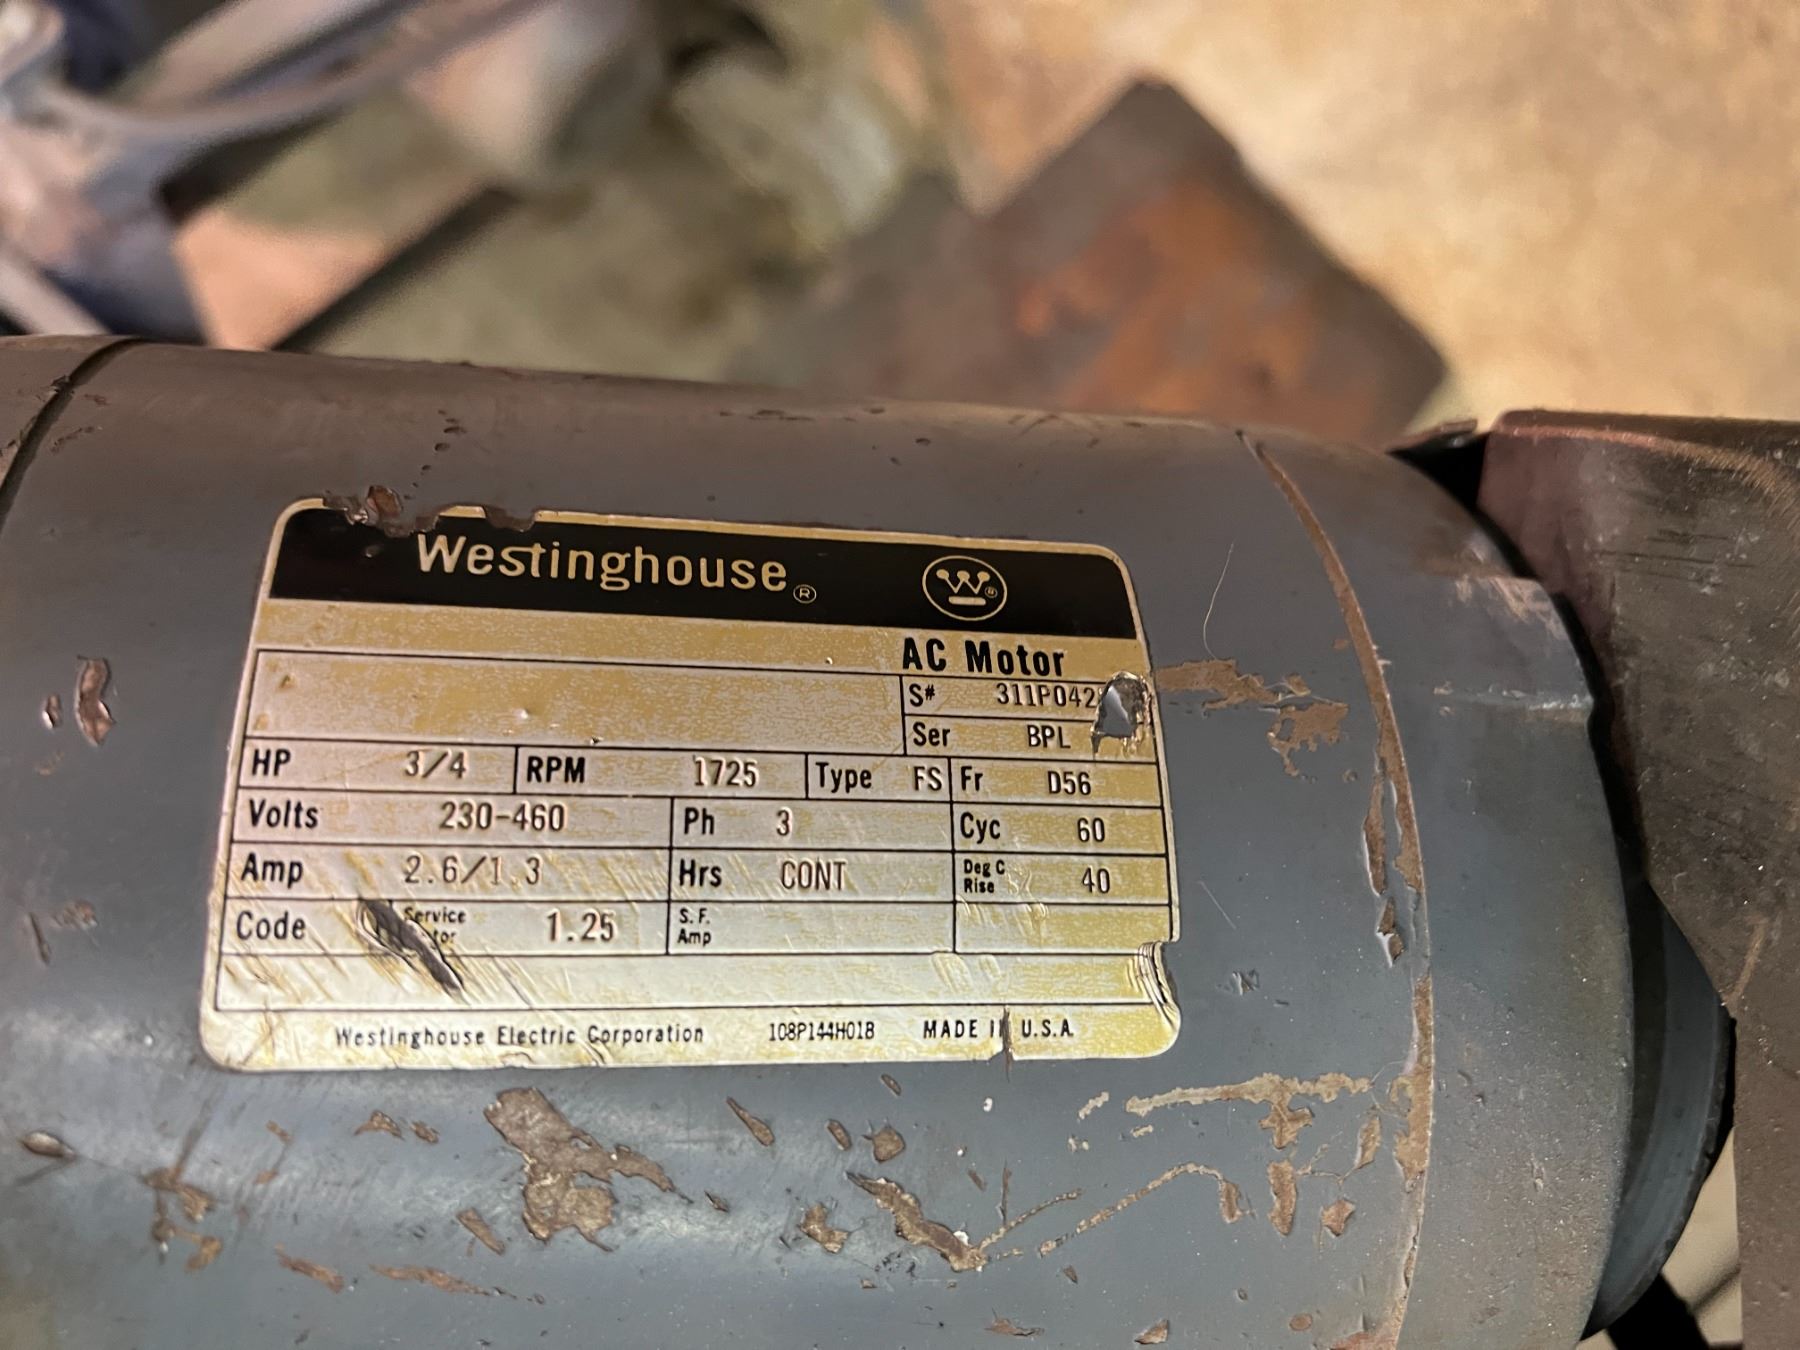 Westinghouse ®
W ®
AC Motor
S# 311P042
Ser BPL
HP 3/4 RPM 1725 Type FS Fr D56
Volts 230-460 Ph 3 Cyc 60
Amp 2.6/1.3 Hrs CONT Deg C Rise 40
Code Service 1.25 S.F. Amp
Westinghouse Electric Corporation 108P144H01B MADE IN U.S.A.